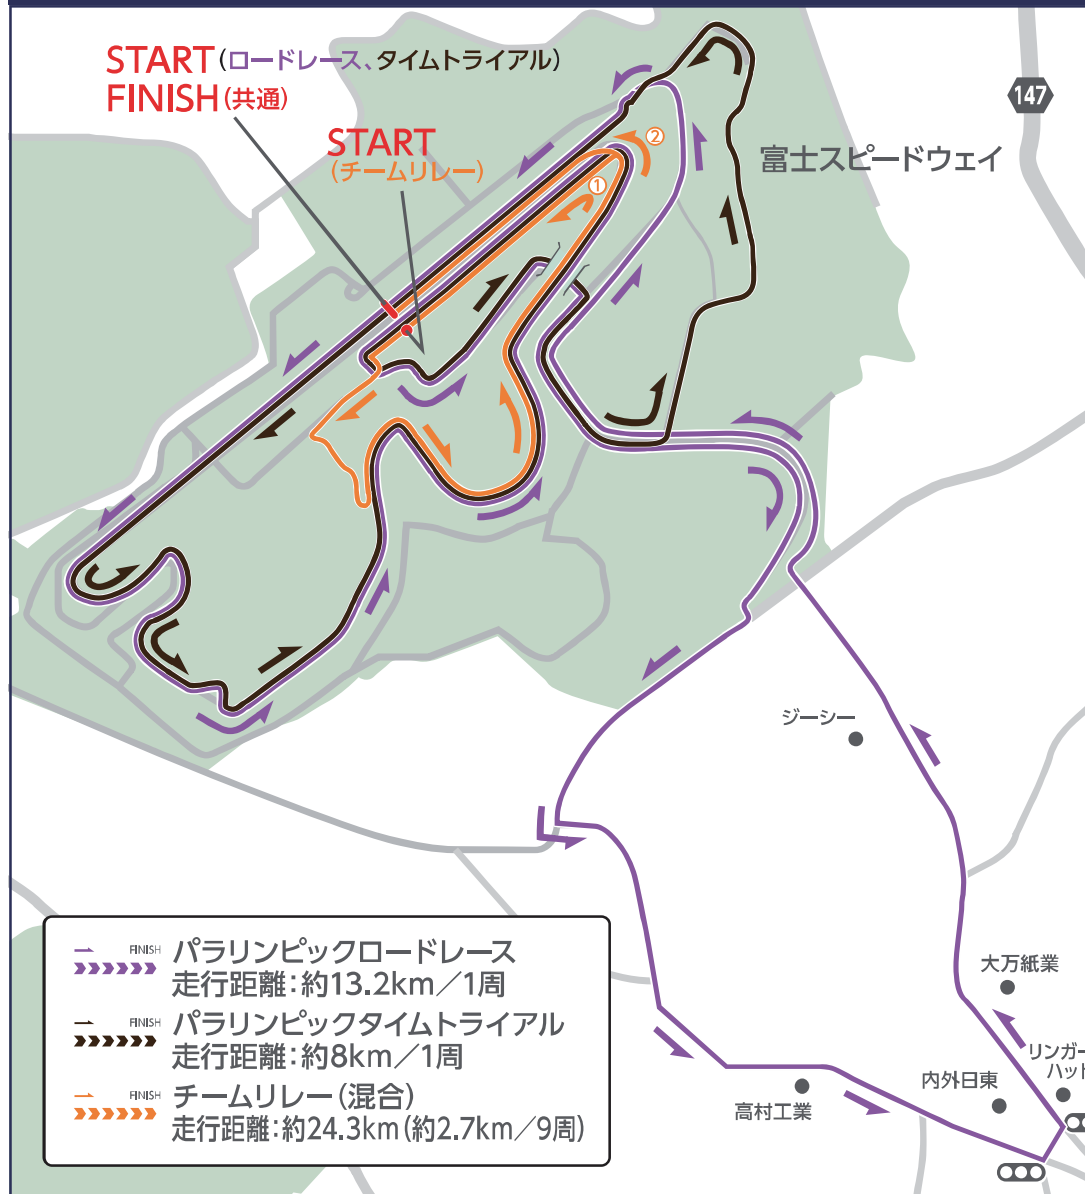 START (ロードレース、タイムトライアル)
FINISH (共通)
START
(チームリレー)
②
①
147
富士スピードウェイ
ジーシー
大万紙業
リンガー
ハット
内外日東
高村工業
FINISH パラリンピックロードレース
走行距離：約13.2km／1周
FINISH パラリンピックタイムトライアル
走行距離：約8km／1周
FINISH チームリレー(混合)
走行距離：約24.3km(約2.7km／9周)